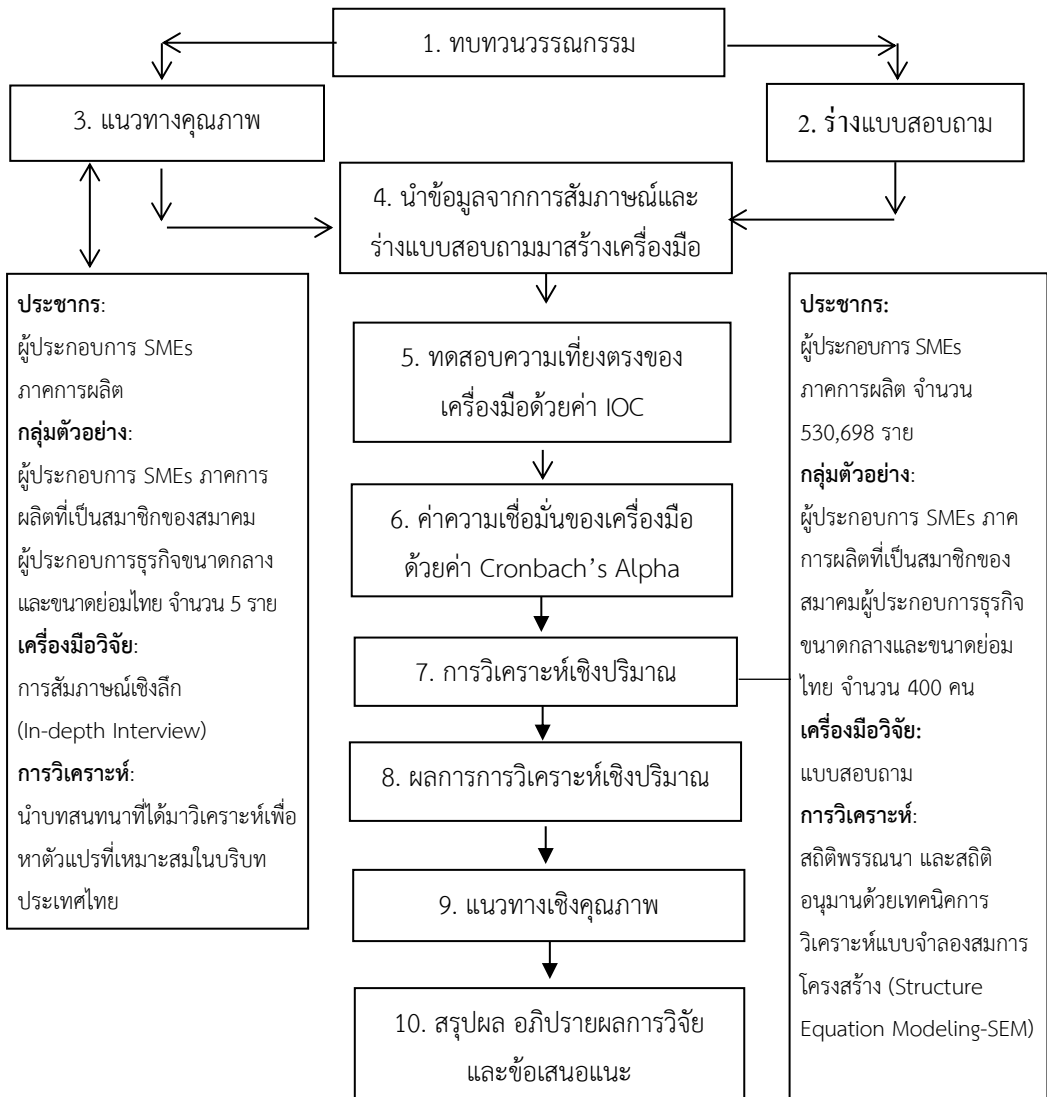 1. ทบทวนวรรณกรรม
3. แนวทางคุณภาพ
2. ร่างแบบสอบถาม
4. นำข้อมูลจากการสัมภาษณ์และ
ร่างแบบสอบถามมาสร้างเครื่องมือ
ประชากร:
ผู้ประกอบการ SMEs
ภาคการผลิต
กลุ่มตัวอย่าง:
ผู้ประกอบการ SMEs ภาคการ
ผลิตที่เป็นสมาชิกของสมาคม
ผู้ประกอบการธุรกิจขนาดกลาง
และขนาดย่อมไทย จำนวน 5 ราย
เครื่องมือวิจัย:
การสัมภาษณ์เชิงลึก
(In-depth Interview)
การวิเคราะห์:
นำบทสนทนาที่ได้มาวิเคราะห์เพื่อ
หาตัวแปรที่เหมาะสมในบริบท
ประเทศไทย
5. ทดสอบความเที่ยงตรงของ
เครื่องมือด้วยค่า IOC
6. ค่าความเชื่อมั่นของเครื่องมือ
ด้วยค่า Cronbach’s Alpha
7. การวิเคราะห์เชิงปริมาณ
8. ผลการการวิเคราะห์เชิงปริมาณ
9. แนวทางเชิงคุณภาพ
10. สรุปผล อภิปรายผลการวิจัย
และข้อเสนอแนะ
ประชากร:
ผู้ประกอบการ SMEs
ภาคการผลิต จำนวน
530,698 ราย
กลุ่มตัวอย่าง:
ผู้ประกอบการ SMEs ภาค
การผลิตที่เป็นสมาชิกของ
สมาคมผู้ประกอบการธุรกิจ
ขนาดกลางและขนาดย่อม
ไทย จำนวน 400 คน
เครื่องมือวิจัย:
แบบสอบถาม
การวิเคราะห์:
สถิติพรรณนา และสถิติ
อนุมานด้วยเทคนิคการ
วิเคราะห์แบบจำลองสมการ
โครงสร้าง (Structure
Equation Modeling-SEM)